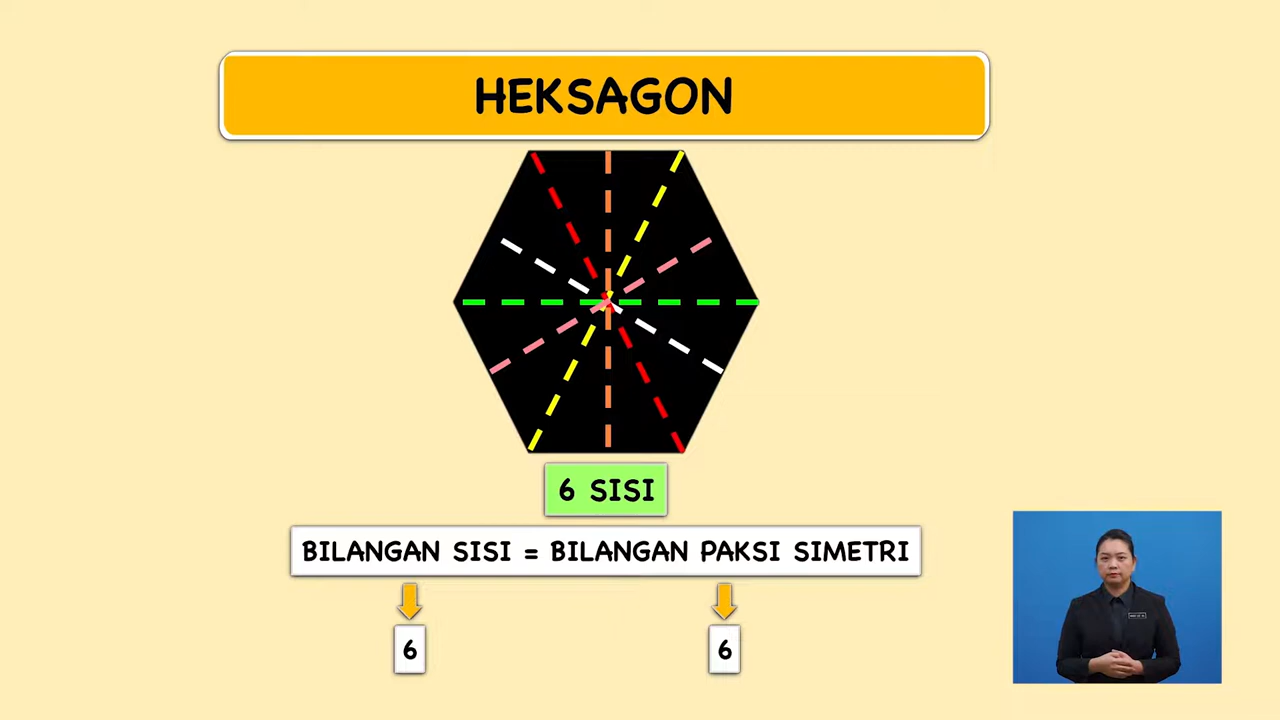 HEKSAGON
6 SISI
BILANGAN SISI = BILANGAN PAKSI SIMETRI
6 6